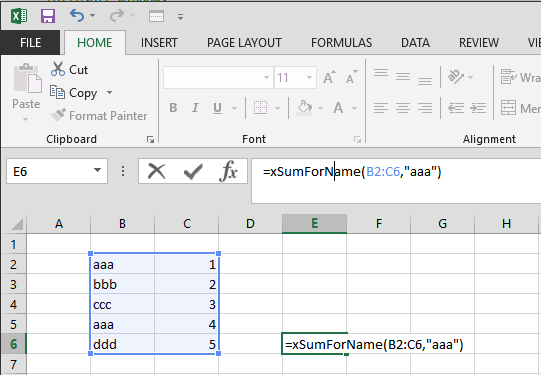 FILE HOME INSERT PAGE LAYOUT FORMULAS DATA REVIEW VIEW
Cut
Copy
Format Painter
Paste
Clipboard
11 A A
B I U A
Font
Wra
Mer
Alignment
E6 fx =xSumForName(B2:C6,"aaa")
A B C D E F G H
1
2 aaa 1
3 bbb 2
4 ccc 3
5 aaa 4
6 ddd 5 =xSumForName(B2:C6,"aaa")
7